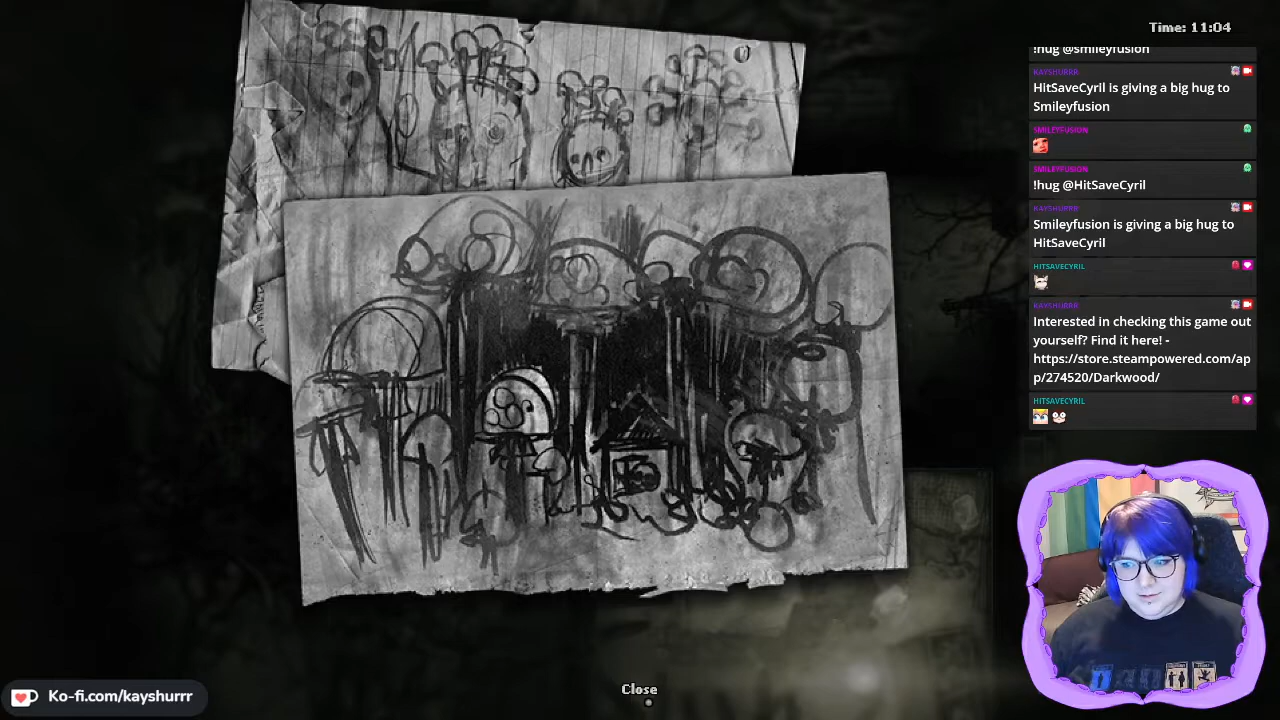 Time: 11:04
!hug @smileyfusion
KAYSHURRR
HitSaveCyril is giving a big hug to
Smileyfusion
SMILEYFUSION
SMILEYFUSION
!hug @HitSaveCyril
KAYSHURRR
Smileyfusion is giving a big hug to
HitSaveCyril
HITSAVECYRIL
KAYSHURRR
Interested in checking this game out
yourself? Find it here! -
https://store.steampowered.com/ap
p/274520/Darkwood/
HITSAVECYRIL
Close
Ko-fi.com/kayshurrr